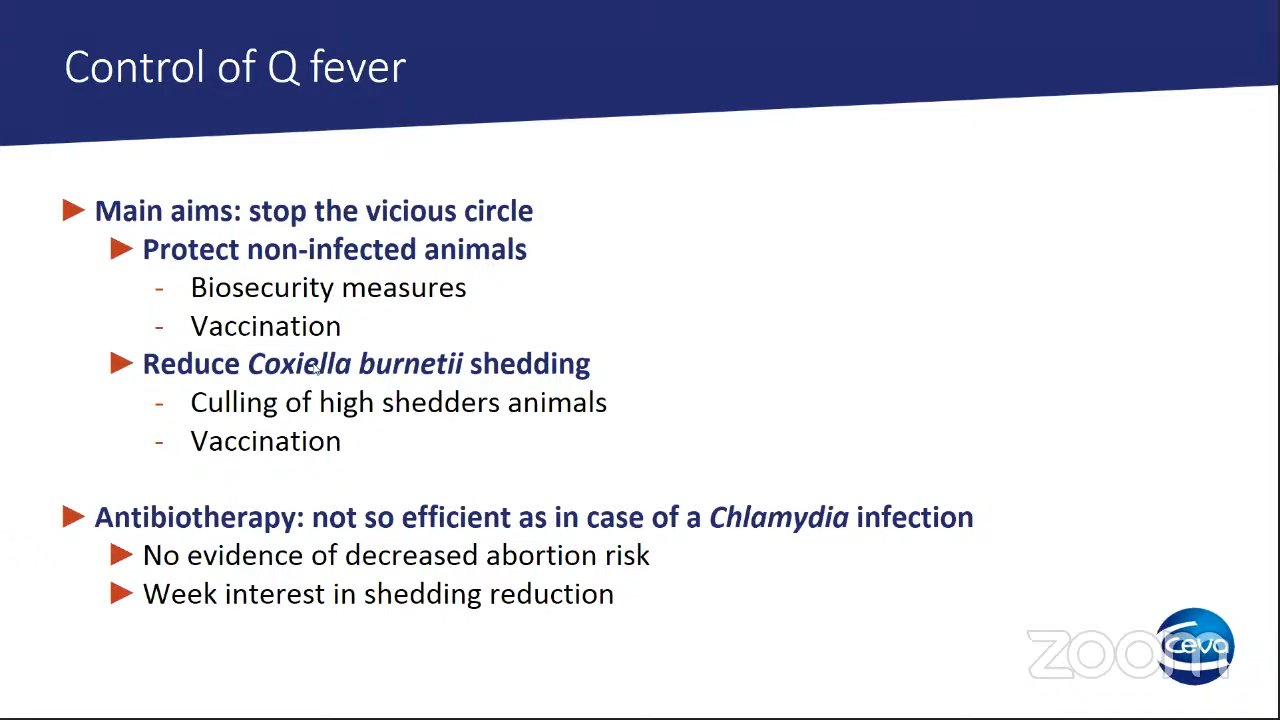 Control of Q fever
Main aims: stop the vicious circle
Protect non-infected animals
- Biosecurity measures
- Vaccination
Reduce Coxiella burnetii shedding
- Culling of high shedders animals
- Vaccination
Antibiotherapy: not so efficient as in case of a Chlamydia infection
No evidence of decreased abortion risk
Week interest in shedding reduction
zoom
Ceva